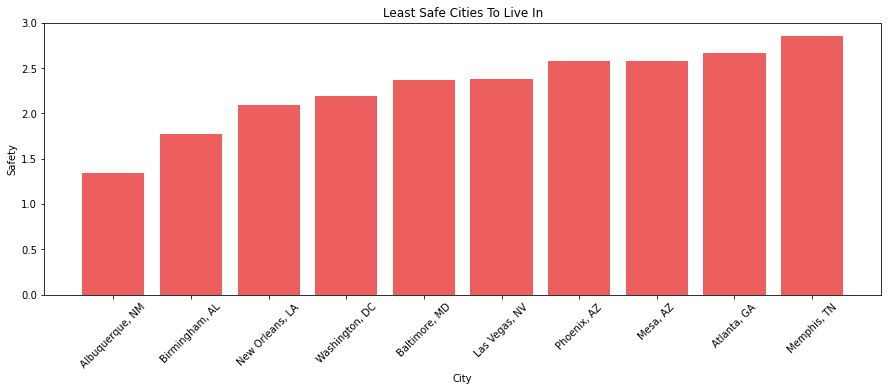 Least Safe Cities To Live In
3.0
2.5
2.0
1.5
1.0
0.5
0.0
Safety
Albuquerque, NM
Birmingham, AL
New Orleans, LA
Washington, DC
Baltimore, MD
Las Vegas, NV
Phoenix, AZ
Mesa, AZ
Atlanta, GA
Memphis, TN
City